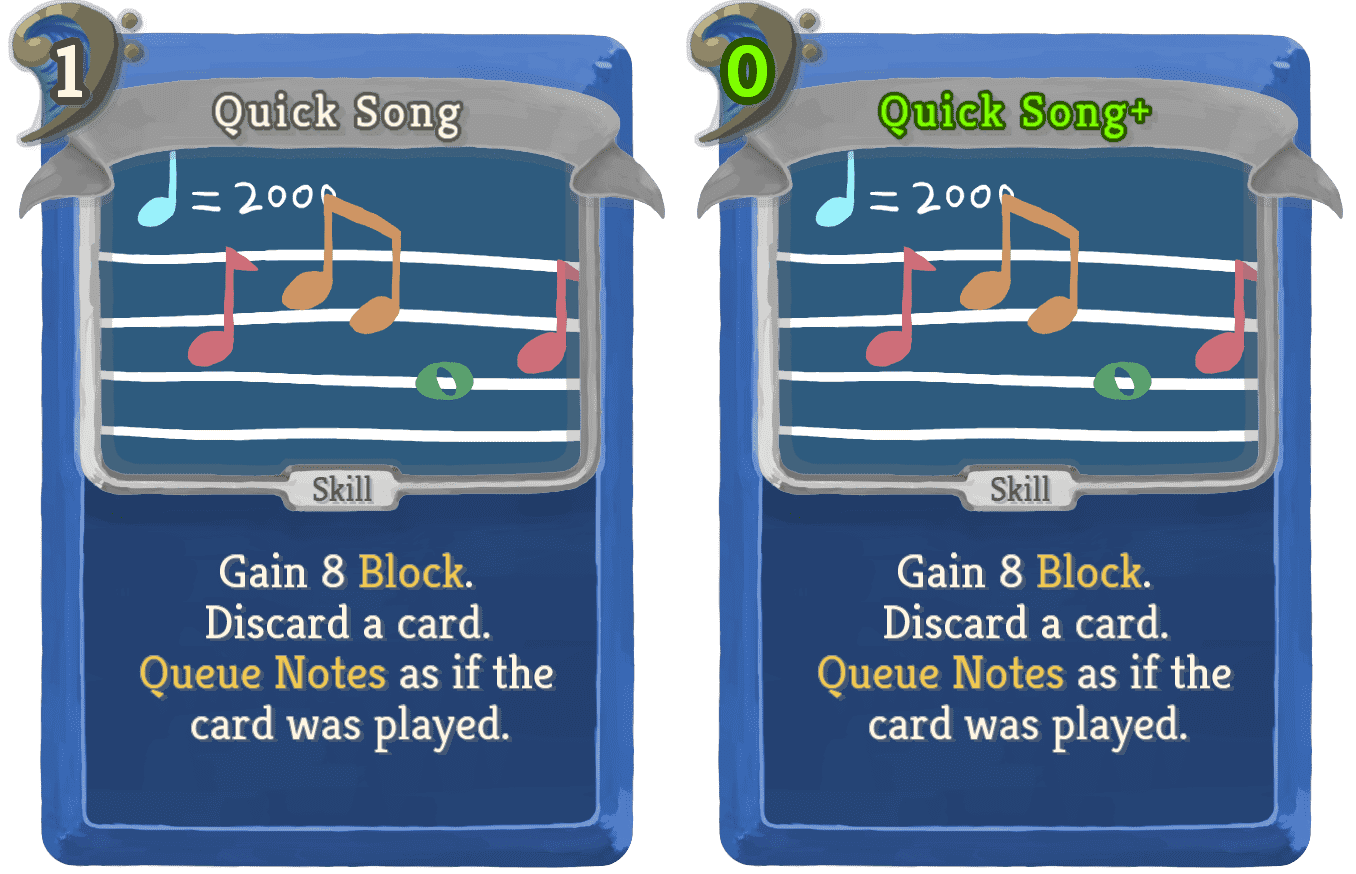 1
Quick Song
= 2000
Skill
Gain 8 Block.
Discard a card.
Queue Notes as if the
card was played.
0
Quick Song+
= 2000
Skill
Gain 8 Block.
Discard a card.
Queue Notes as if the
card was played.